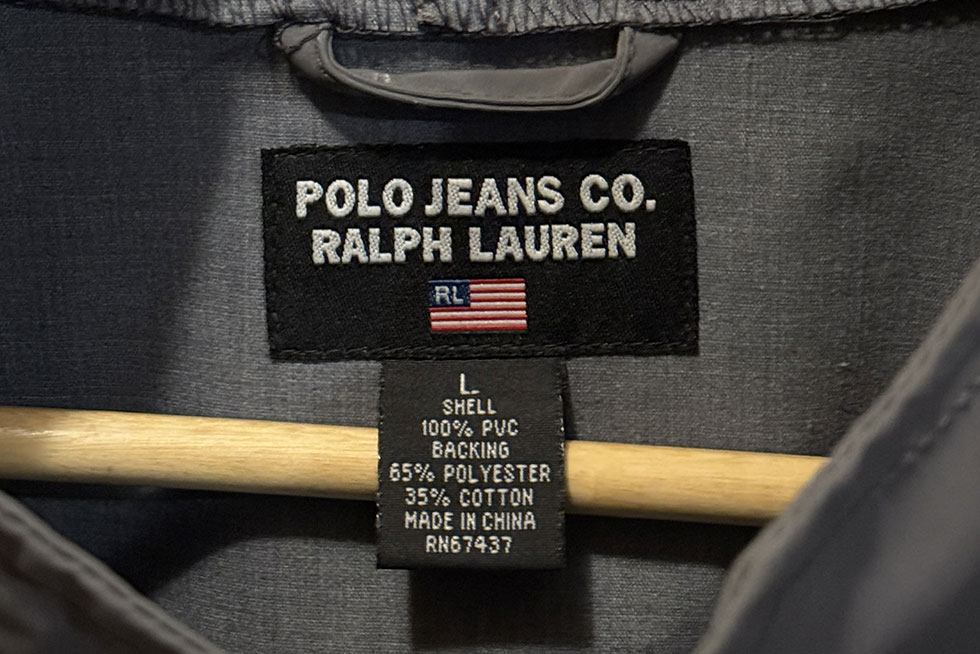 POLO JEANS CO.
RALPH LAUREN
RL
L
SHELL
100% PVC
BACKING
65% POLYESTER
35% COTTON
MADE IN CHINA
RN67437